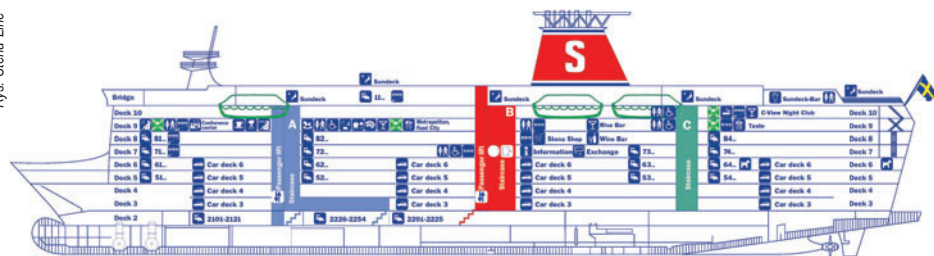 Rys. Stena Line
S
Sundeck
11..
Bridge
Sundeck
Sundeck
Sundeck
Sundeck-Bar
Deck 10
A
B
C
C-View Night Club
Deck 10
Deck 9
Conference center
Metropolitan, Food City
Riva Bar
Taste
Deck 9
Deck 8
81..
82..
Stena Shop
Wine Bar
84..
Deck 8
Deck 7
71..
72..
Information
Exchange
73..
74..
Deck 7
Deck 6
61..
Car deck 6
62..
Car deck 6
Car deck 6
63..
64..
Car deck 6
Deck 6
Deck 5
51..
Car deck 5
52..
Car deck 5
Car deck 5
53..
54..
Car deck 5
Deck 5
Deck 4
Car deck 4
Car deck 4
Car deck 4
Car deck 4
Deck 4
Deck 3
Car deck 3
Car deck 3
Car deck 3
Deck 3
Passenger lift
Staircase
Passenger lift
Staircase
Staircase
Deck 2
2101-2121
2226-2254
2201-2225